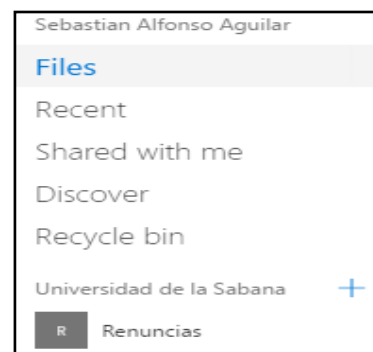 Sebastian Alfonso Aguilar
Files
Recent
Shared with me
Discover
Recycle bin
Universidad de la Sabana +
R Renuncias